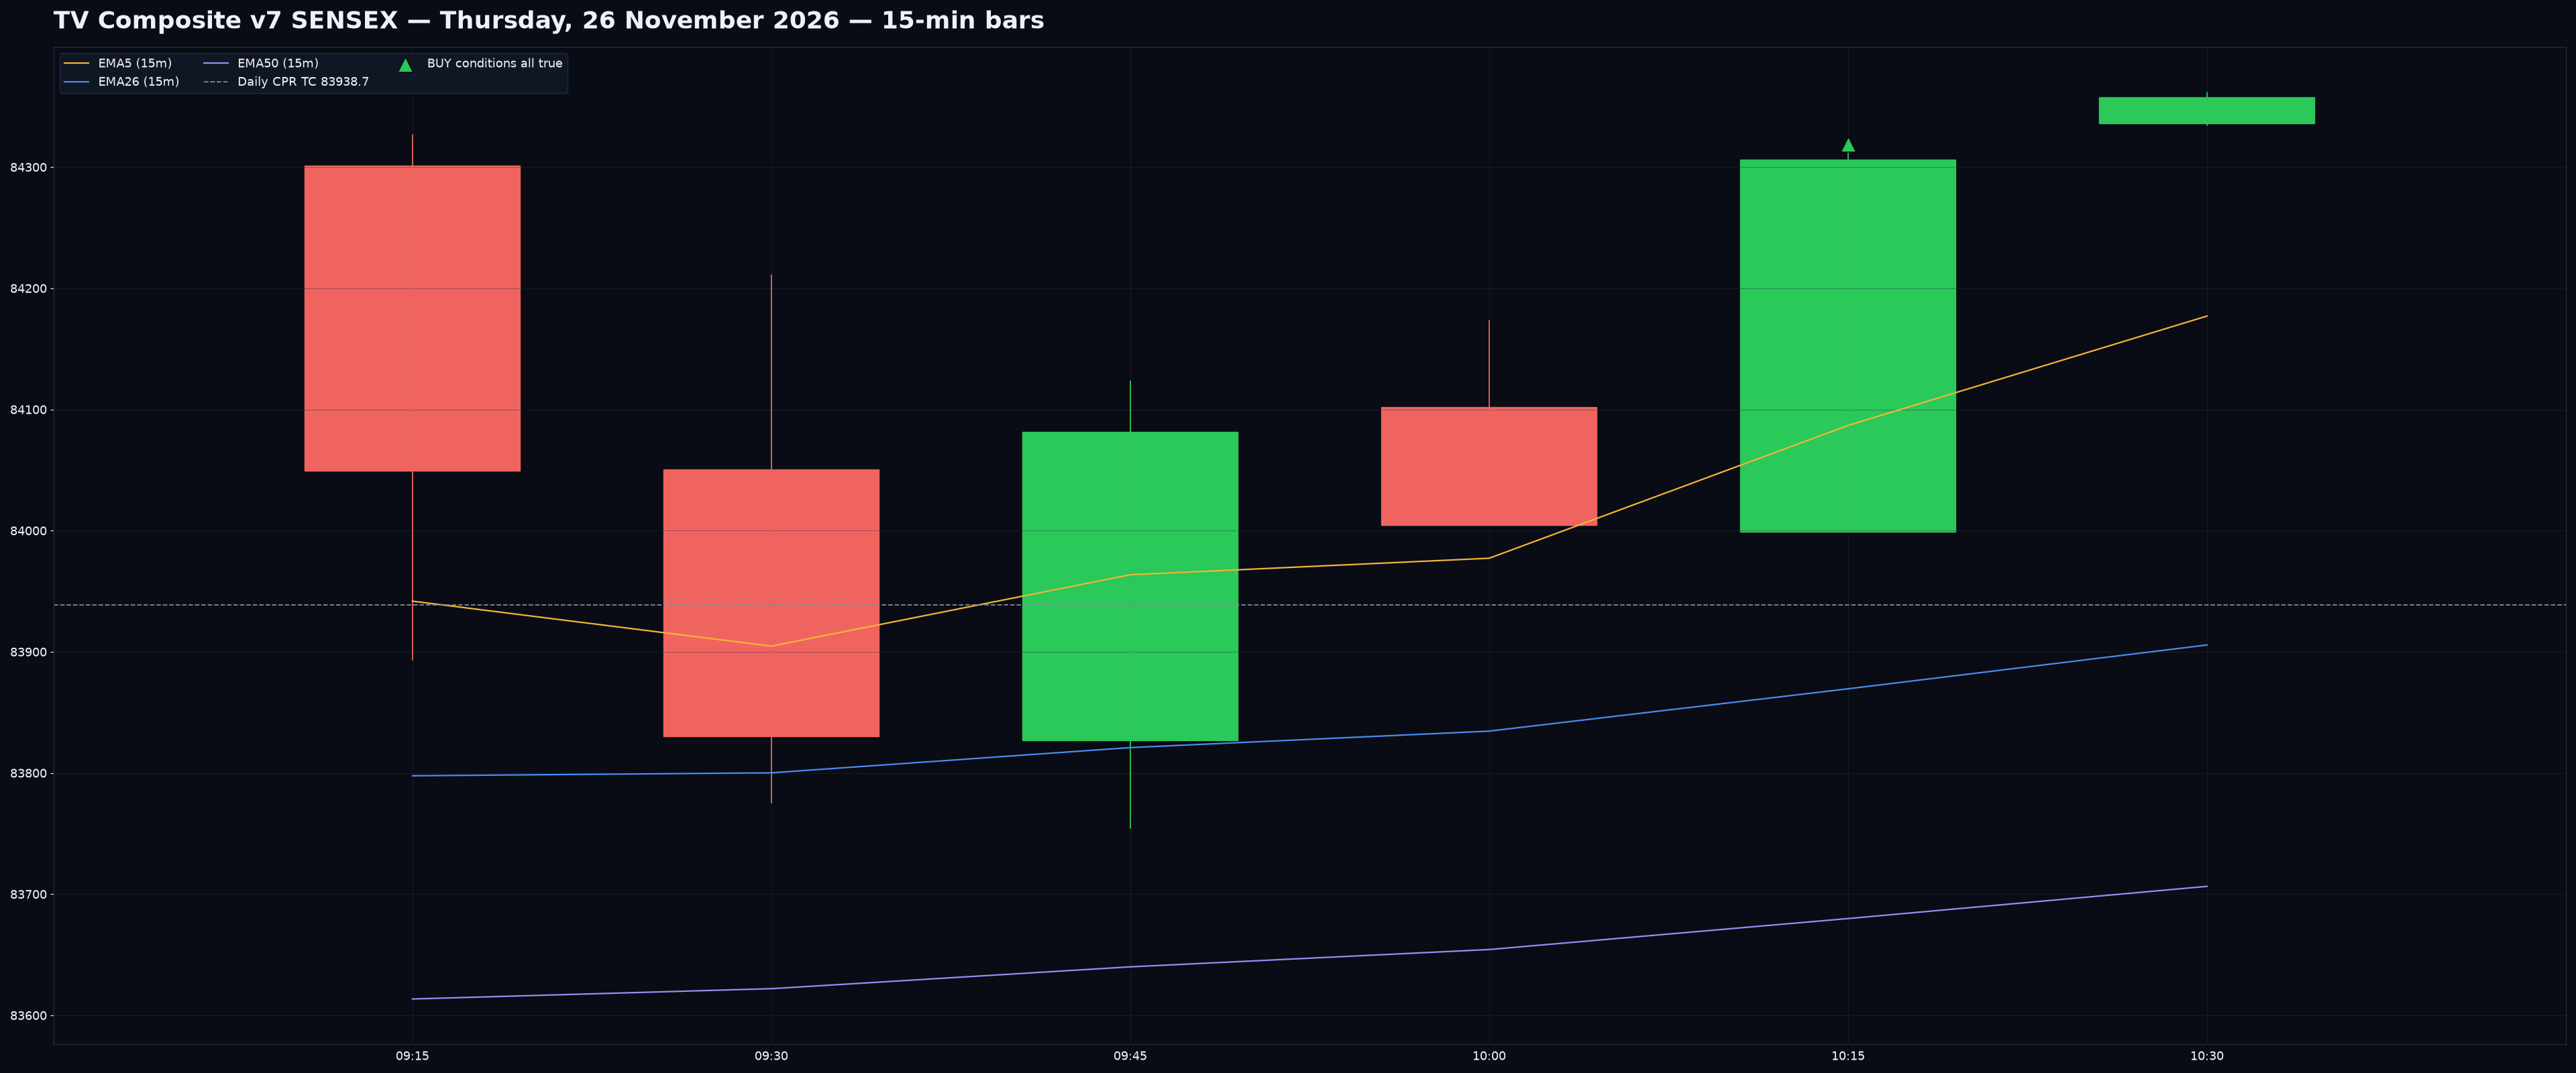 TV Composite v7 SENSEX — Thursday, 26 November 2026 — 15-min bars
EMA5 (15m)
EMA26 (15m)
EMA50 (15m)
Daily CPR TC 83938.7
BUY conditions all true
84300
84200
84100
84000
83900
83800
83700
83600
09:15 09:30 09:45 10:00 10:15 10:30